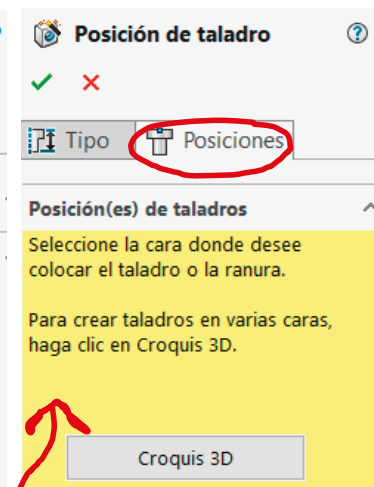 Posición de taladro
Tipo
Posiciones
Posición(es) de taladros
Seleccione la cara donde desee
colocar el taladro o la ranura.
Para crear taladros en varias caras,
haga clic en Croquis 3D.
Croquis 3D